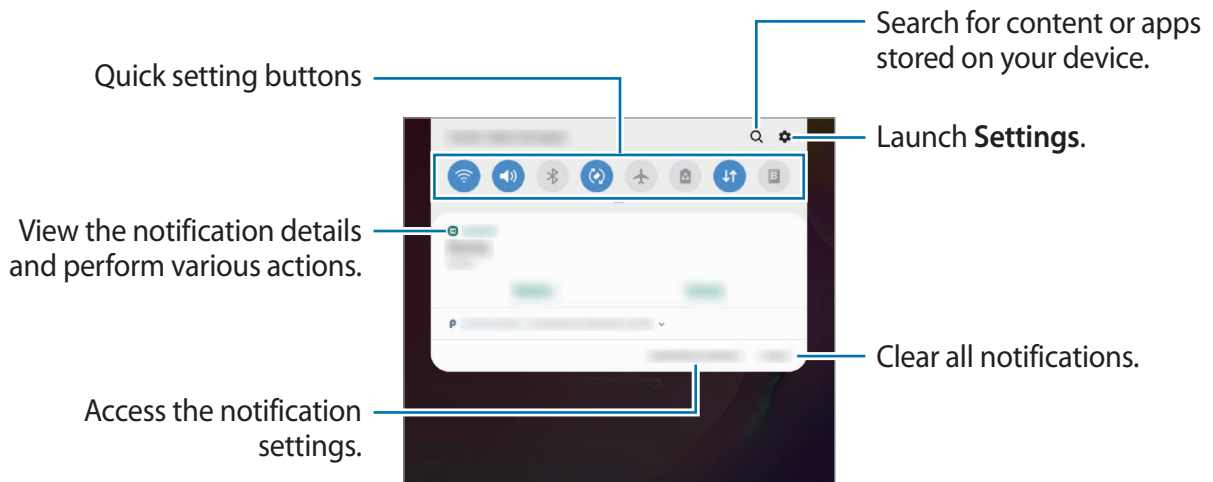 Search for content or apps
stored on your device.
Quick setting buttons
Launch Settings.
View the notification details
and perform various actions.
P
Clear all notifications.
Access the notification
settings.